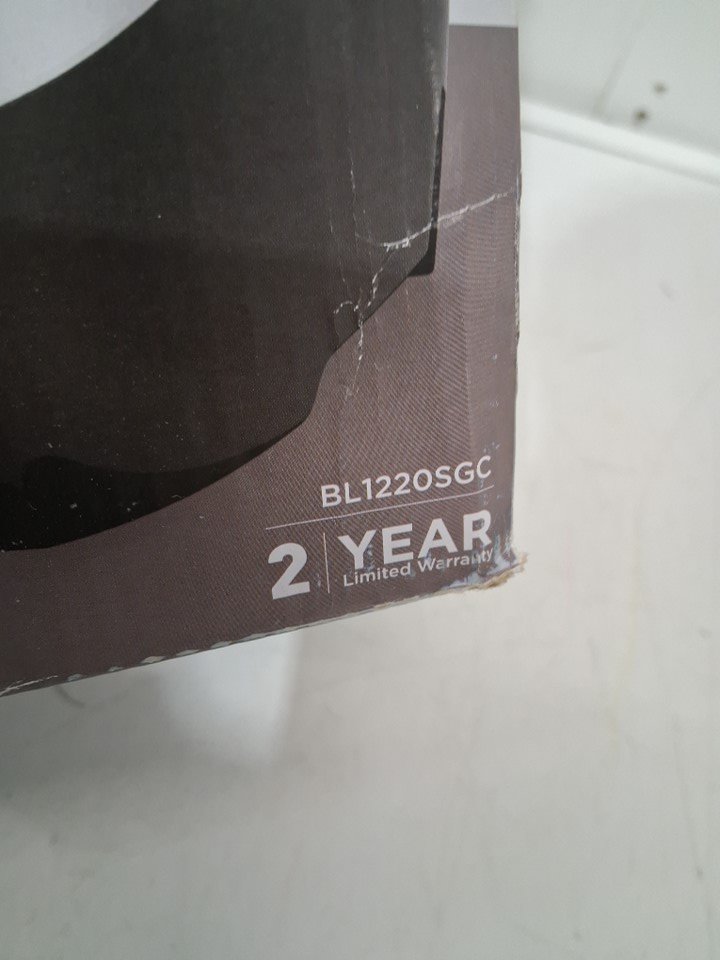 BL1220SGC
2 YEAR
Limited Warranty